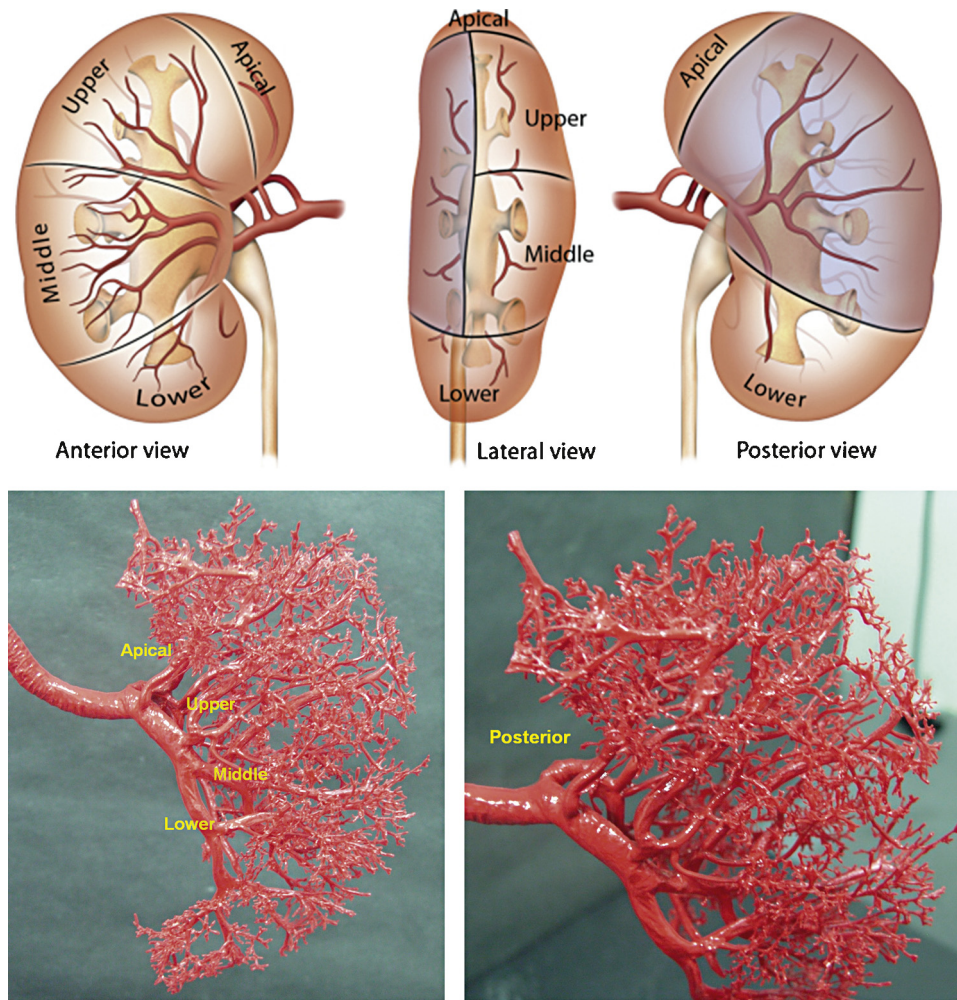 Upper
Apical
Middle
Lower
Anterior view
Apical
Upper
Middle
Lower
Lateral view
Apical
Lower
Posterior view
Apical
Upper
Middle
Lower
Posterior